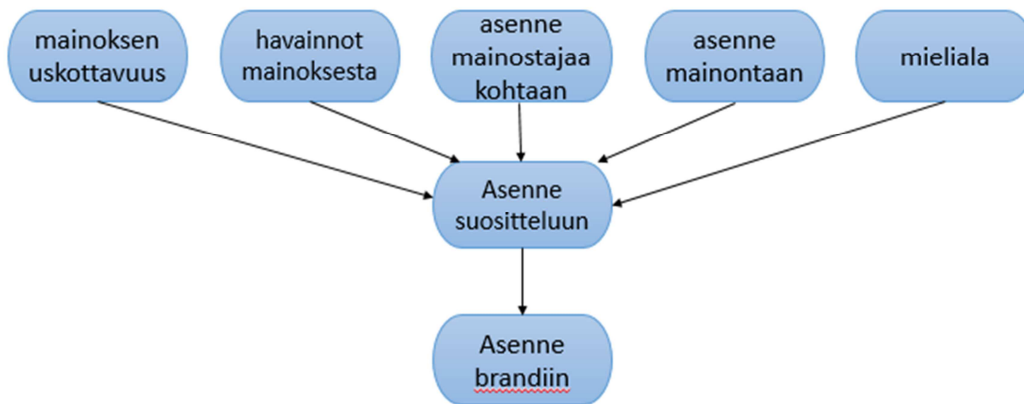 mainoksen
uskottavuus
havainnot
mainoksesta
asenne
mainostajaa
kohtaan
asenne
mainontaan
mieliala
Asenne
suositteluun
Asenne
brandiin